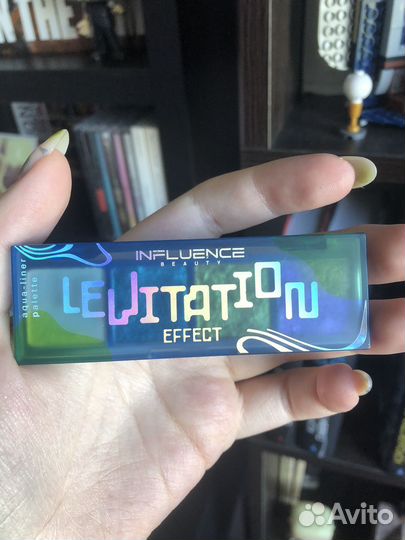 INFLUENCE
BEAUTY
LEVITATION
EFFECT
aqua-liner
palette
Avito